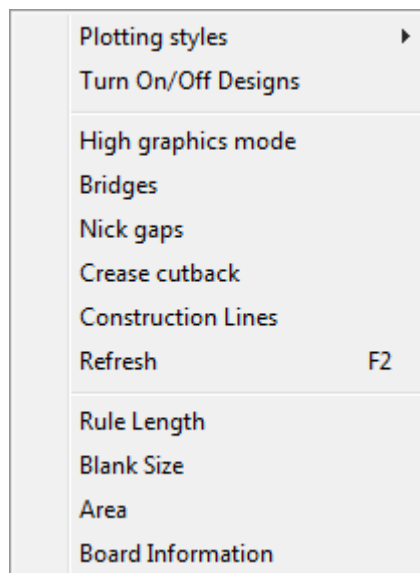 Plotting styles
Turn On/Off Designs
High graphics mode
Bridges
Nick gaps
Crease cutback
Construction Lines
Refresh F2
Rule Length
Blank Size
Area
Board Information